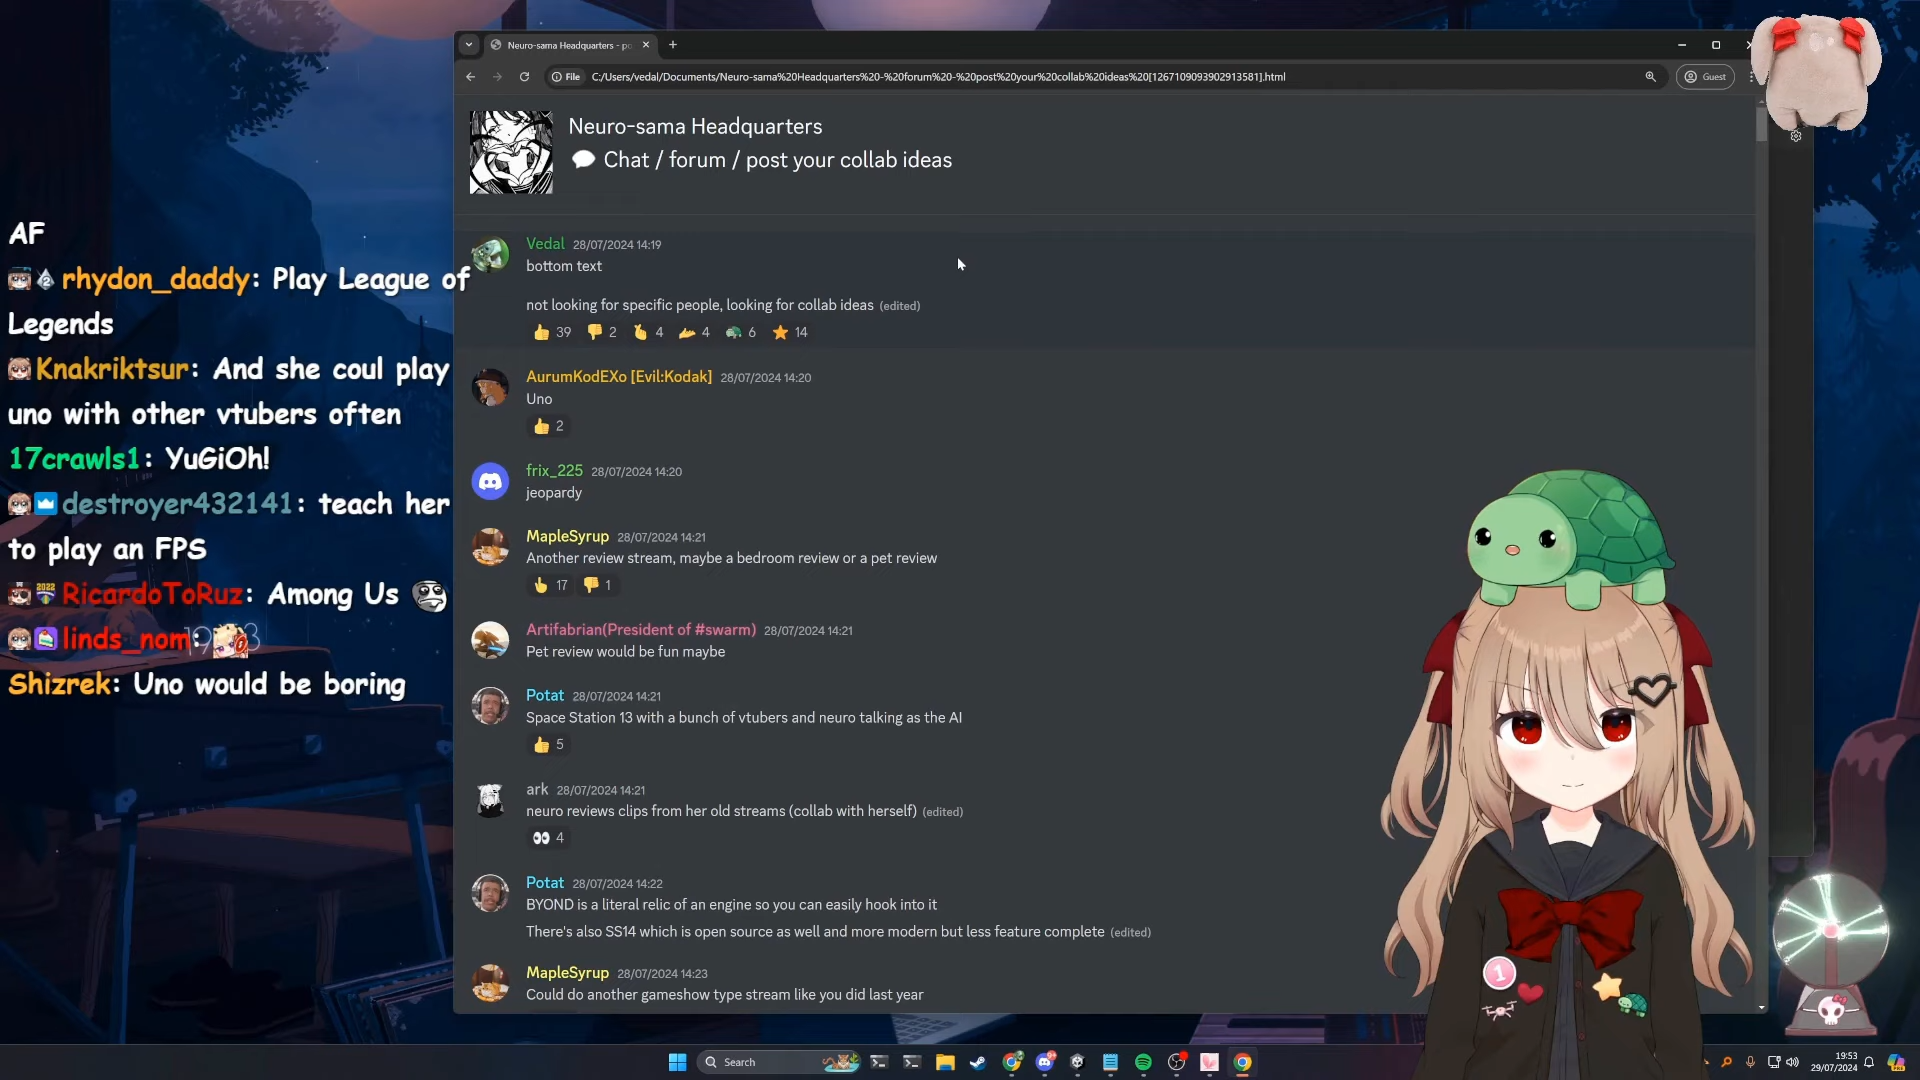 Neuro-sama Headquarters - po
File
C:/Users/vedal/Documents/Neuro-sama%20Headquarters%20-%20forum%20-%20post%20your%20collab%20ideas%20[1267109093902913581].html
Guest
Neuro-sama Headquarters
Chat / forum / post your collab ideas
Vedal 28/07/2024 14:19
bottom text
not looking for specific people, looking for collab ideas (edited)
39 2 4 4 6 14
AurumKodEXo [Evil:Kodak] 28/07/2024 14:20
Uno
2
frix_225 28/07/2024 14:20
jeopardy
MapleSyrup 28/07/2024 14:21
Another review stream, maybe a bedroom review or a pet review
17 1
Artifabrian(President of #swarm) 28/07/2024 14:21
Pet review would be fun maybe
Potat 28/07/2024 14:21
Space Station 13 with a bunch of vtubers and neuro talking as the AI
5
ark 28/07/2024 14:21
neuro reviews clips from her old streams (collab with herself) (edited)
4
Potat 28/07/2024 14:22
BYOND is a literal relic of an engine so you can easily hook into it
There's also SS14 which is open source as well and more modern but less feature complete (edited)
MapleSyrup 28/07/2024 14:23
Could do another gameshow type stream like you did last year
AF
rhydon_daddy: Play League of
Legends
Knakriktsur: And she coul play
uno with other vtubers often
17crawls1: YuGiOh!
destroyer432141: teach her
to play an FPS
RicardoToRuz: Among Us
linds_nom:
Shizrek: Uno would be boring
1
Search
19:53
29/07/2024